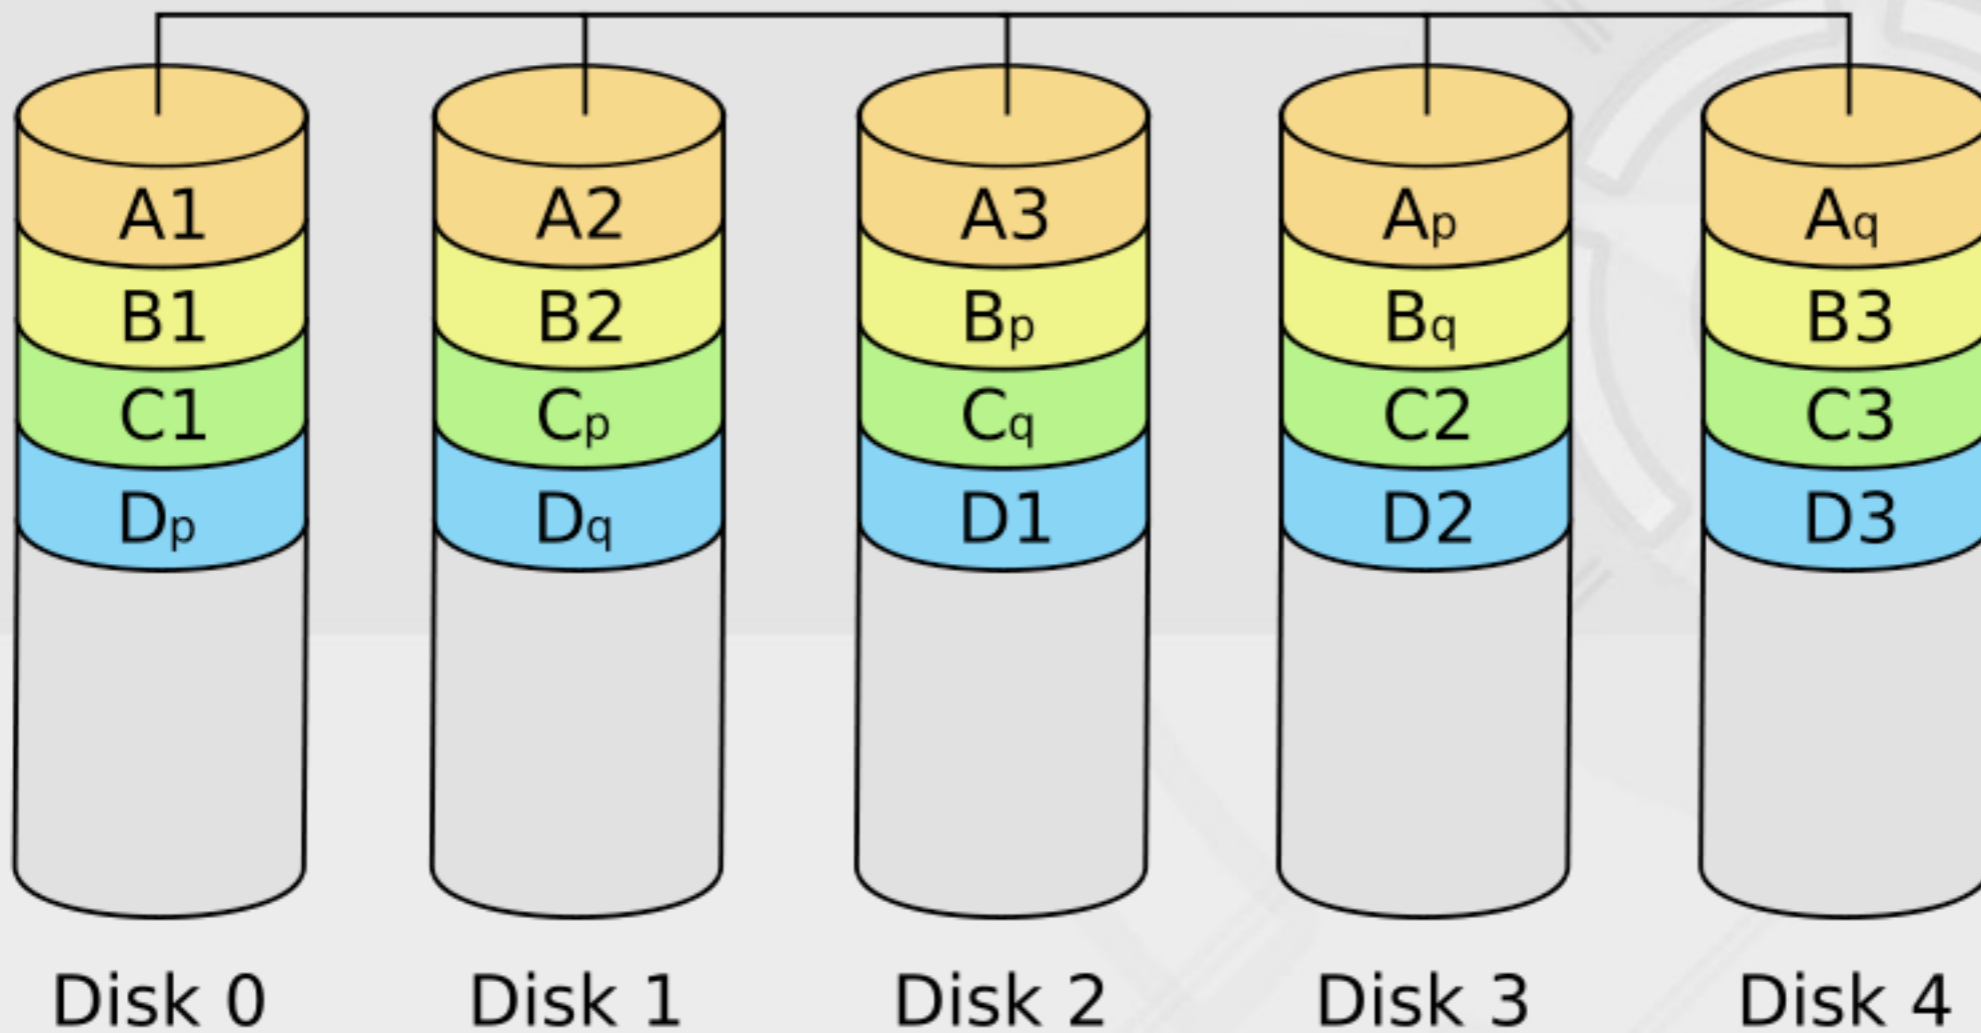 A1 A2 A3 Ap Aq
B1 B2 Bp Bq B3
C1 Cp Cq C2 C3
Dp Dq D1 D2 D3
Disk 0 Disk 1 Disk 2 Disk 3 Disk 4